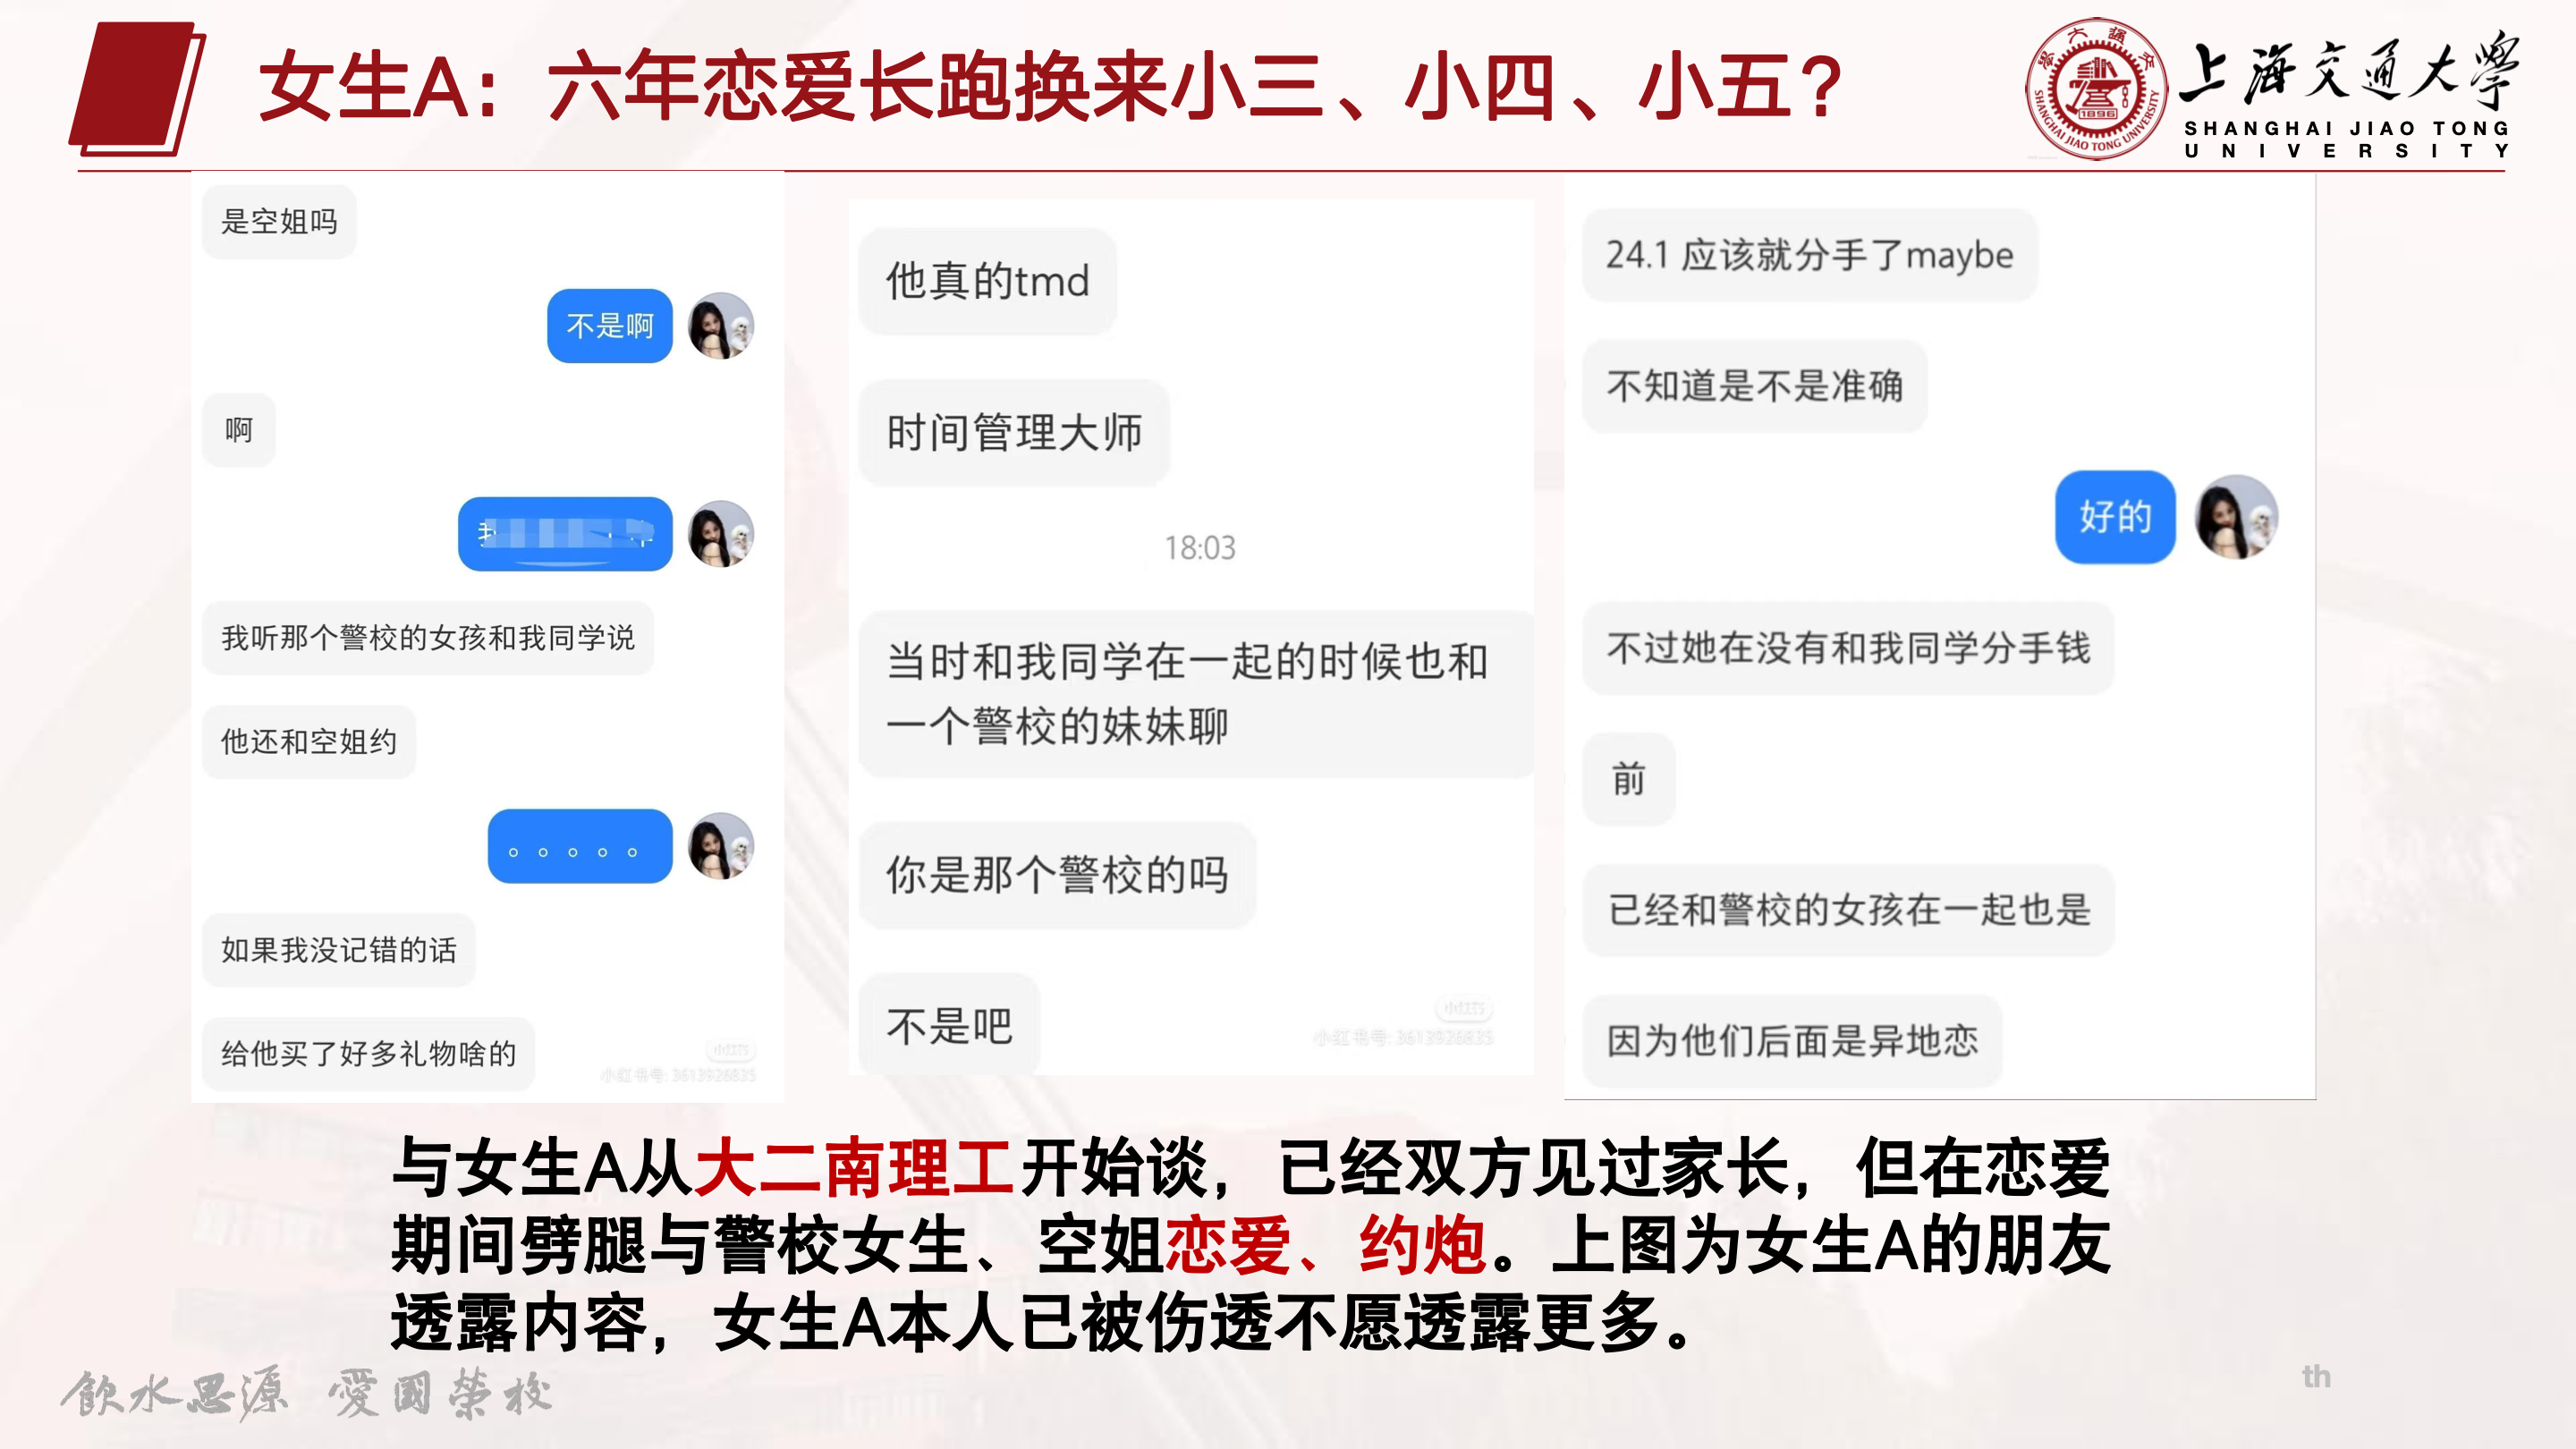 女生A：六年恋爱长跑换来小三、小四、小五？
上海交通大学
SHANGHAI JIAO TONG
UNIVERSITY
SHANGHAI JIAO TONG UNIVERSITY
1896
是空姐吗
不是啊
啊
我听那个警校的女孩和我同学说
他还和空姐约
。。。。。
如果我没记错的话
给他买了好多礼物啥的
小红书
小红书号: 3613926835
他真的tmd
时间管理大师
18:03
当时和我同学在一起的时候也和
一个警校的妹妹聊
你是那个警校的吗
不是吧
小红书
小红书号: 3613926835
24.1 应该就分手了maybe
不知道是不是准确
好的
不过她在没有和我同学分手钱
前
已经和警校的女孩在一起也是
因为他们后面是异地恋
与女生A从大二南理工开始谈，已经双方见过家长，但在恋爱
期间劈腿与警校女生、空姐恋爱、约炮。上图为女生A的朋友
透露内容，女生A本人已被伤透不愿透露更多。
飲水思源 愛國榮校
th